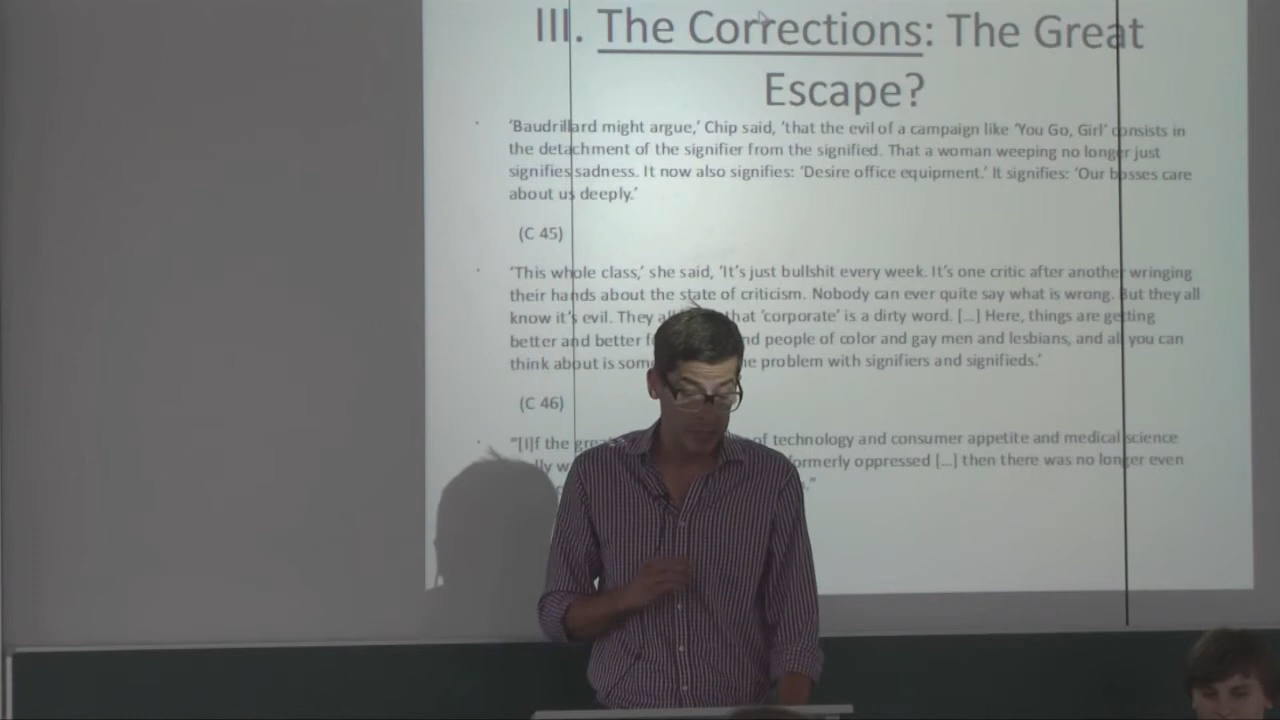 III. The Corrections: The Great
Escape?
· 'Baudrillard might argue,' Chip said, 'that the evil of a campaign like 'You Go, Girl' consists in
the detachment of the signifier from the signified. That a woman weeping no longer just
signifies sadness. It now also signifies: 'Desire office equipment.' It signifies: 'Our bosses care
about us deeply.'
(C 45)
· 'This whole class,' she said, 'It's just bullshit every week. It's one critic after another wringing
their hands about the state of criticism. Nobody can ever quite say what is wrong. But they all
know it's evil. They that 'corporate' is a dirty word. [...] Here, things are getting
better and better people of color and gay men and lesbians, and all you can
think about is problem with signifiers and signifieds.'
(C 46)
· "[I]f the of technology and consumer appetite and medical science
formerly oppressed [...] then there was no longer even